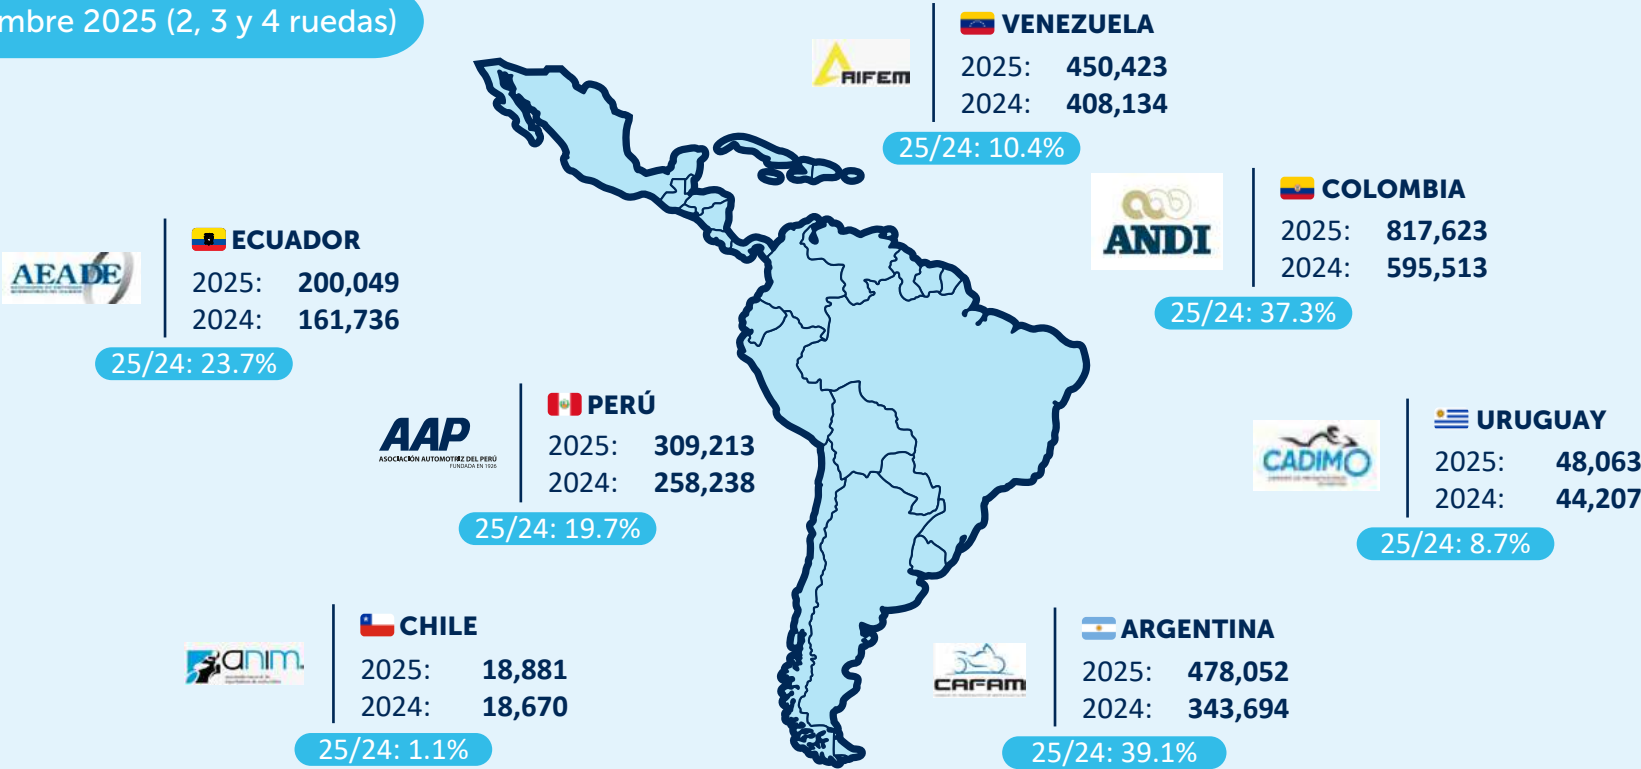 mbre 2025 (2, 3 y 4 ruedas)
AIFEM
VENEZUELA
2025: 450,423
2024: 408,134
25/24: 10.4%
ANDI
COLOMBIA
2025: 817,623
2024: 595,513
25/24: 37.3%
AEADE
ECUADOR
2025: 200,049
2024: 161,736
25/24: 23.7%
AAP
ASOCIACIÓN AUTOMOTRIZ DEL PERÚ
FUNDADA EN 1926
PERÚ
2025: 309,213
2024: 258,238
25/24: 19.7%
CADIMO
URUGUAY
2025: 48,063
2024: 44,207
25/24: 8.7%
anim.
CHILE
2025: 18,881
2024: 18,670
25/24: 1.1%
CAFAM
ARGENTINA
2025: 478,052
2024: 343,694
25/24: 39.1%